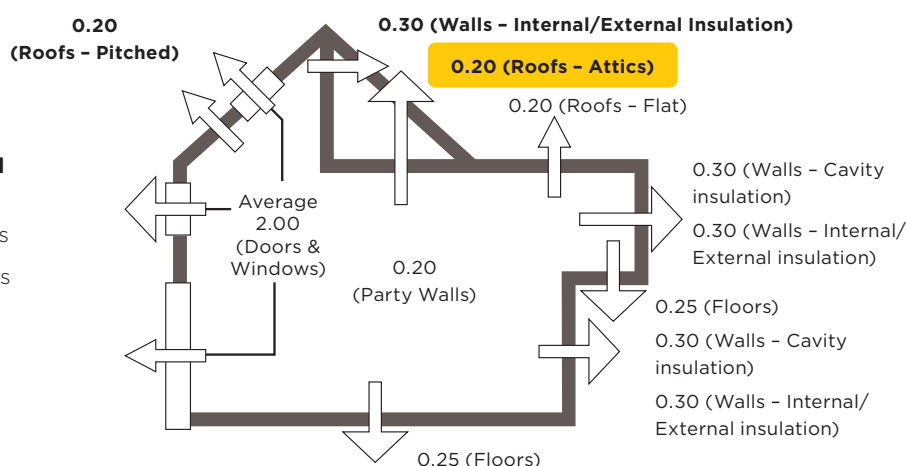 0.20
(Roofs – Pitched)
0.30 (Walls – Internal/External Insulation)
0.20 (Roofs – Attics)
0.20 (Roofs – Flat)
0.30 (Walls – Cavity
insulation)
0.30 (Walls – Internal/
External insulation)
Average
2.00
(Doors &
Windows)
0.20
(Party Walls)
0.25 (Floors)
0.30 (Walls – Cavity
insulation)
0.30 (Walls – Internal/
External insulation)
0.25 (Floors)